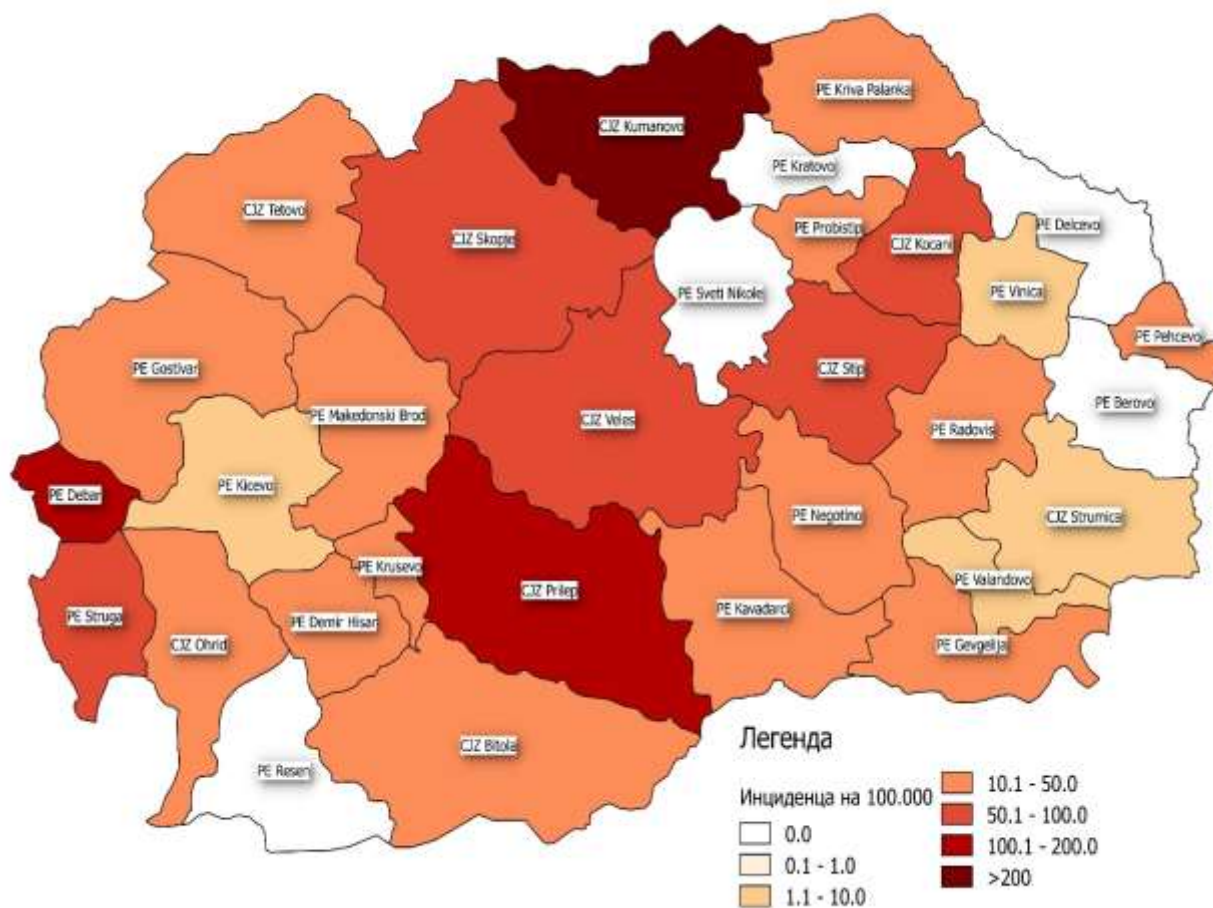 PE Kriva Palanka
CJZ Kumanovo
PE Kratovo
CJZ Tetovo
PE Probistip
PE Delcevo
CJZ Skopje
CJZ Kocani
PE Sveti Nikole
PE Vinica
PE Pehcevo
PE Gostivar
CJZ Stip
PE Berovo
PE Makedonski Brod
CJZ Veles
PE Radovis
PE Kicevo
PE Debar
PE Negotino
CJZ Strumica
PE Krusevo
PE Valandovo
CJZ Prilep
PE Kavadarci
PE Struga
PE Demir Hisar
CJZ Ohrid
PE Gevgelija
CJZ Bitola
PE Resen
Легенда
Инциденца на 100.000
0.0
0.1 - 1.0
1.1 - 10.0
10.1 - 50.0
50.1 - 100.0
100.1 - 200.0
>200